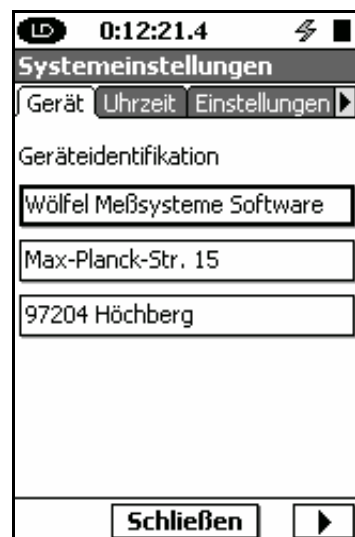 LD 0:12:21.4
Systemeinstellungen
Gerät Uhrzeit Einstellungen
Geräteidentifikation
Wölfel Meßsysteme Software
Max-Planck-Str. 15
97204 Höchberg
Schließen